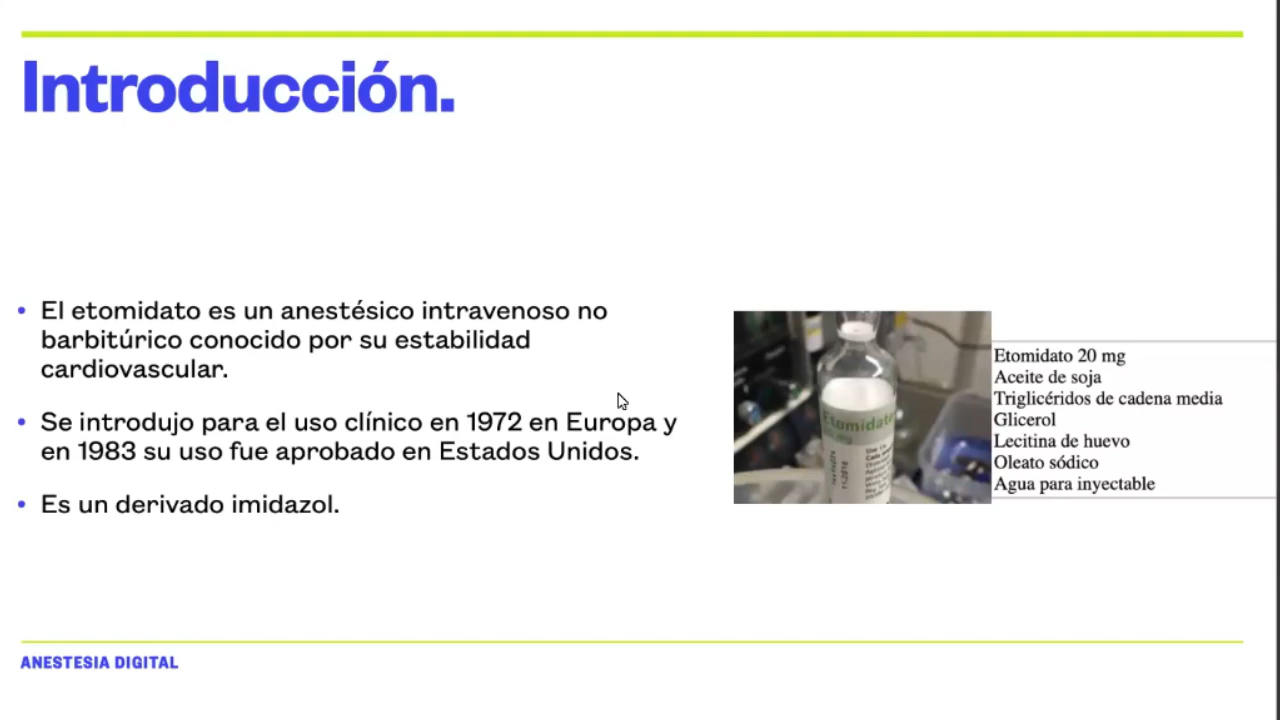 Introducción.
• El etomidato es un anestésico intravenoso no
barbitúrico conocido por su estabilidad
cardiovascular.
• Se introdujo para el uso clínico en 1972 en Europa y
en 1983 su uso fue aprobado en Estados Unidos.
• Es un derivado imidazol.
Etomidate
Etomidato 20 mg
Aceite de soja
Triglicéridos de cadena media
Glicerol
Lecitina de huevo
Oleato sódico
Agua para inyectable
ANESTESIA DIGITAL